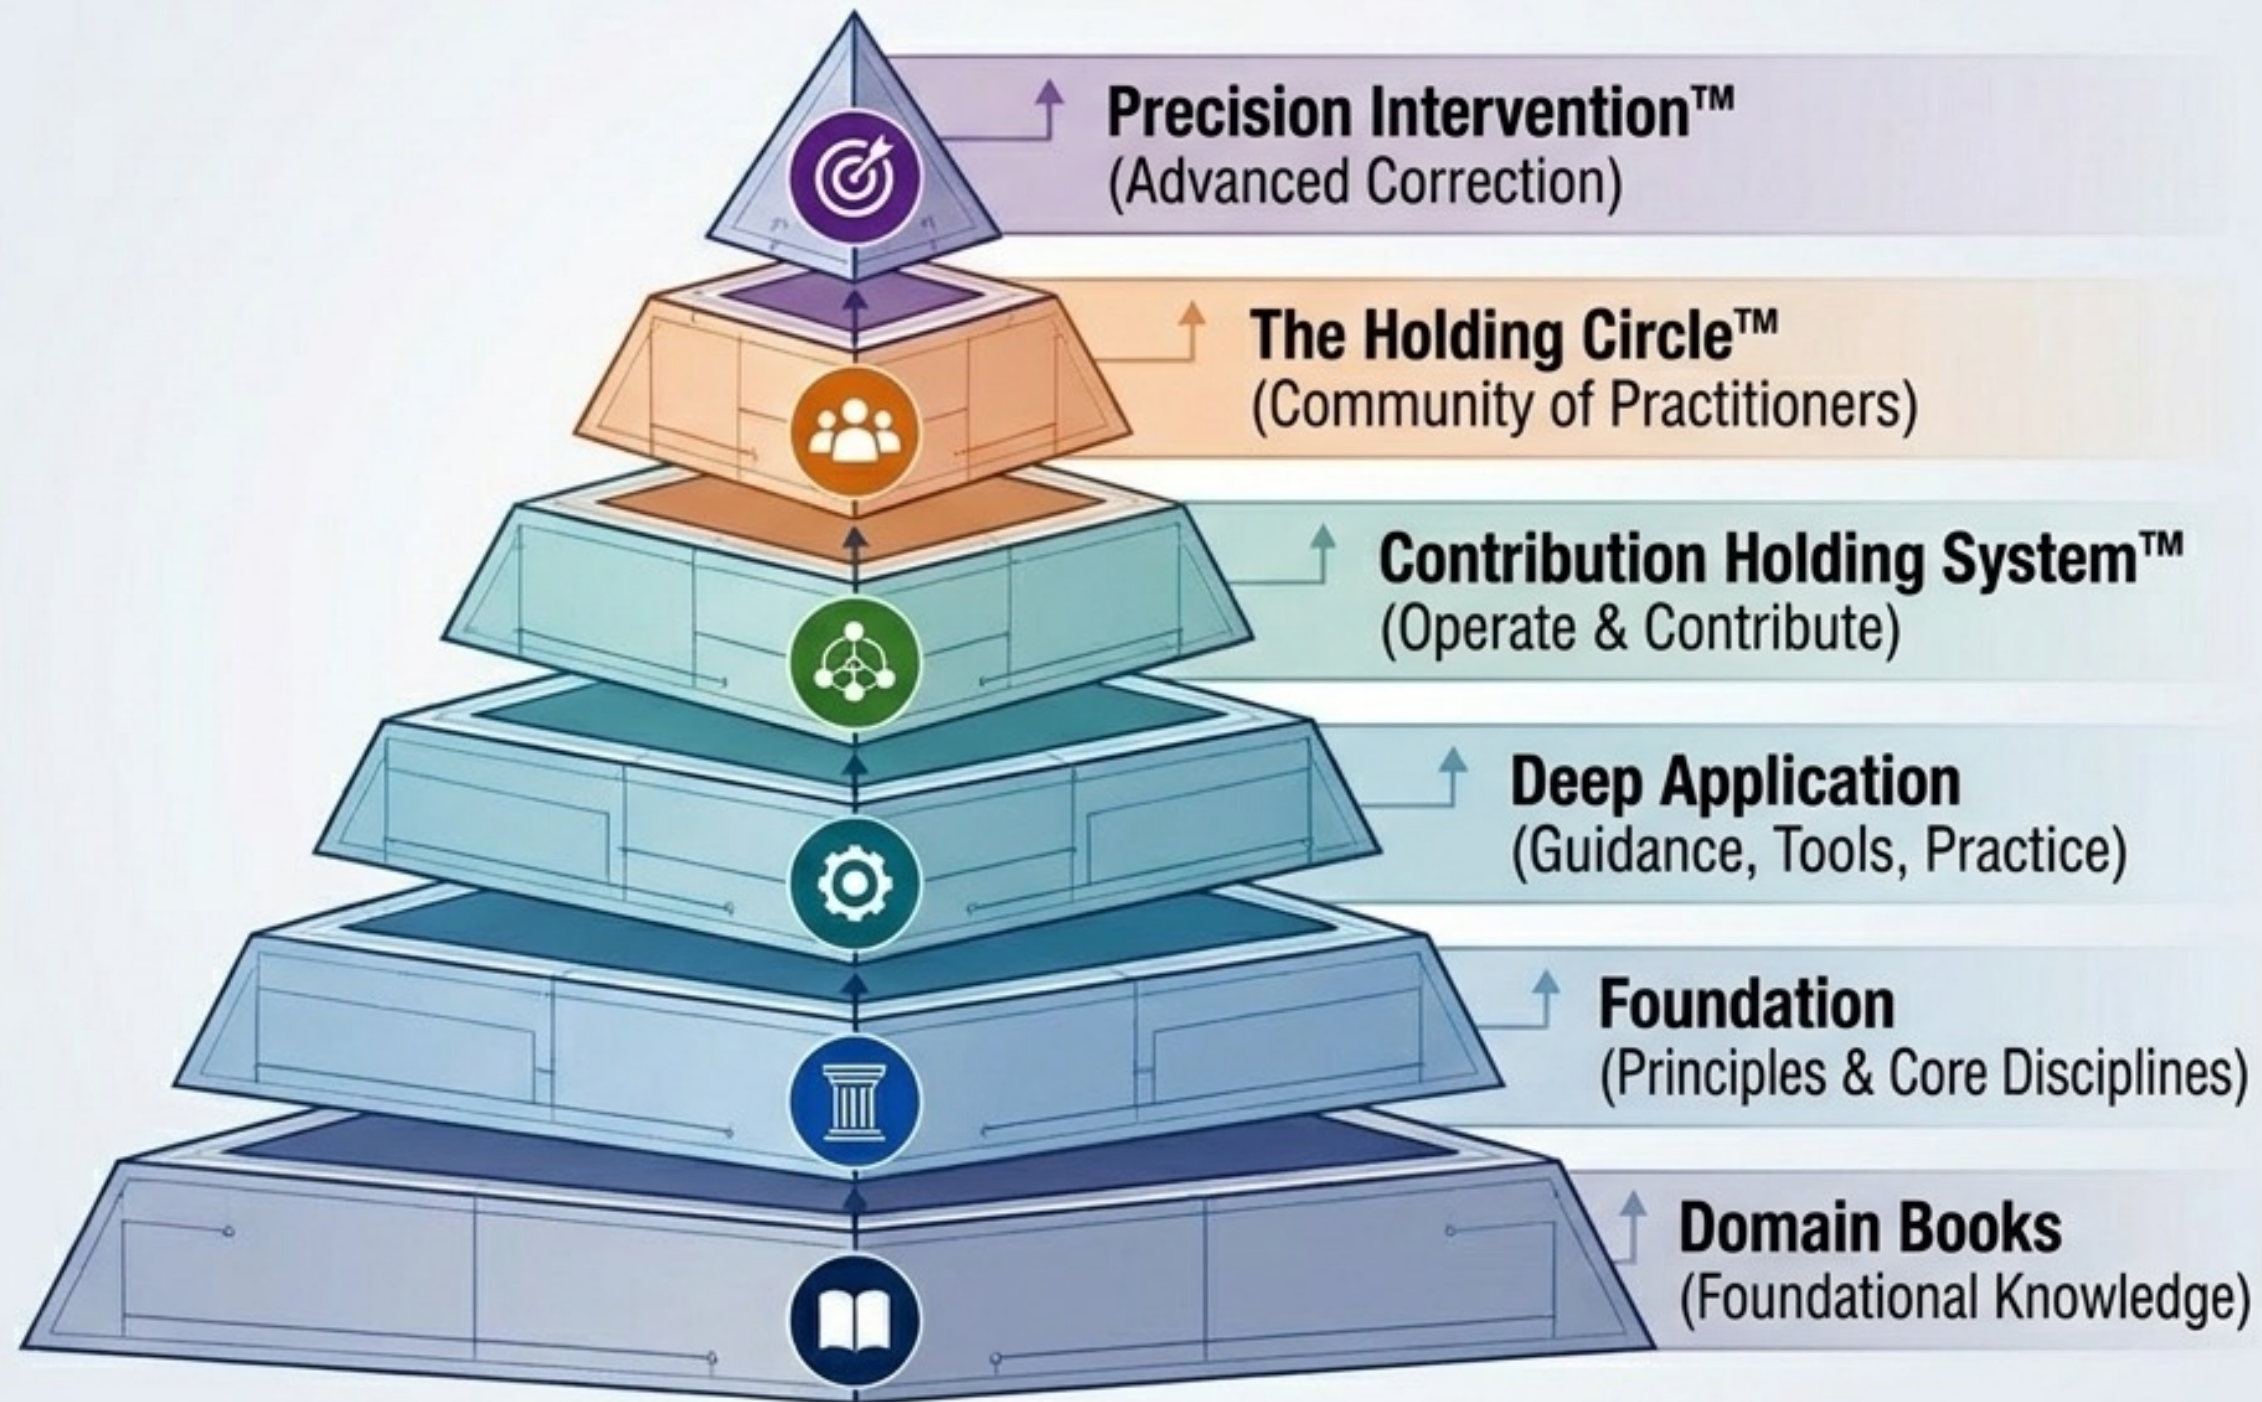 Precision Intervention™
(Advanced Correction)
The Holding Circle™
(Community of Practitioners)
Contribution Holding System™
(Operate & Contribute)
Deep Application
(Guidance, Tools, Practice)
Foundation
(Principles & Core Disciplines)
Domain Books
(Foundational Knowledge)